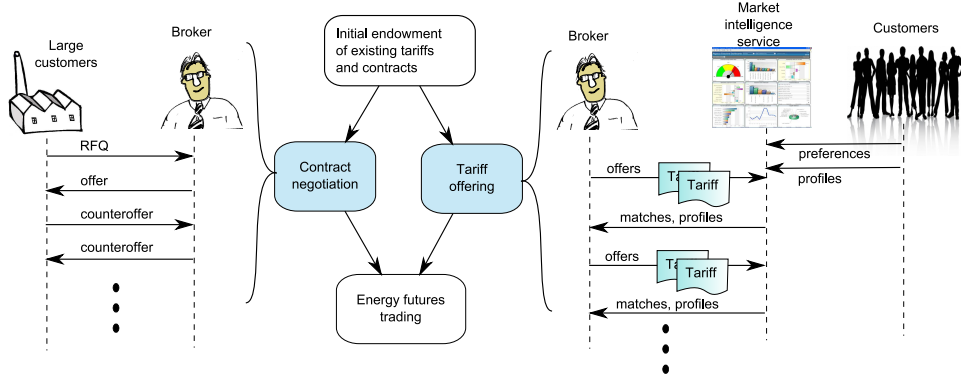 Large
customers
Broker
RFQ
offer
counteroffer
counteroffer
Initial endowment
of existing tariffs
and contracts
Contract
negotiation
Tariff
offering
Energy futures
trading
Broker
Market
intelligence
service
Customers
preferences
profiles
offers
Tariff
matches, profiles
offers
Tariff
matches, profiles